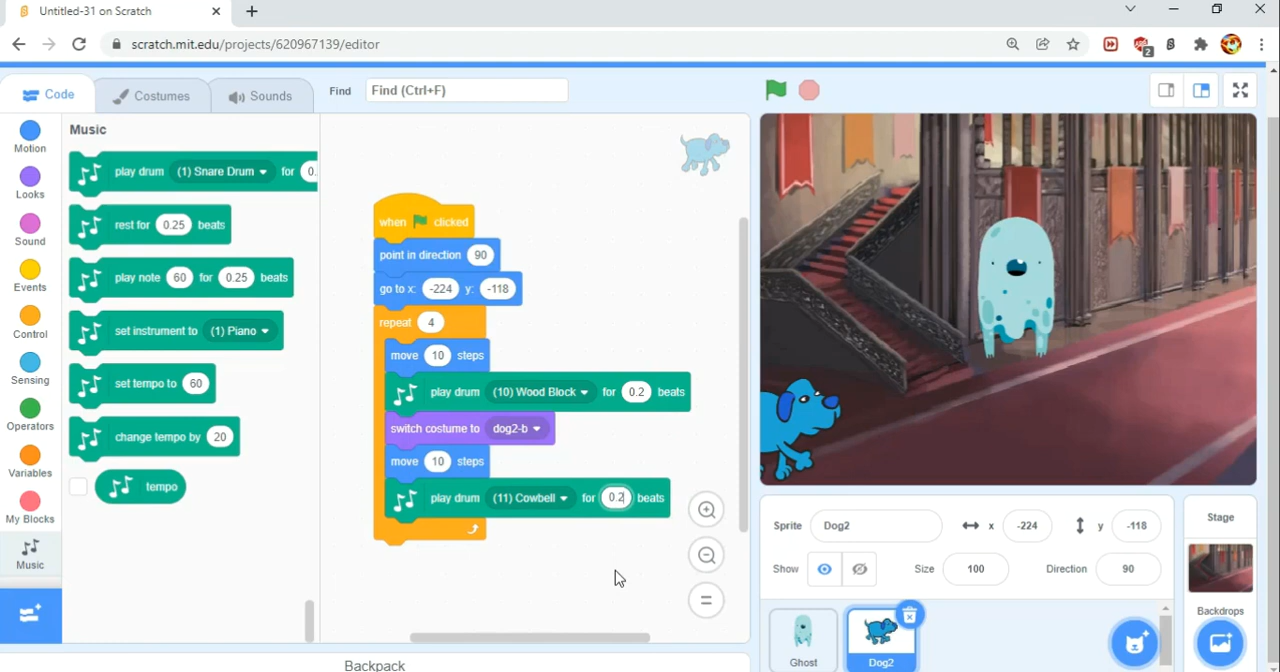 Untitled-31 on Scratch
scratch.mit.edu/projects/620967139/editor
2
Code
Costumes
Sounds
Find
Find (Ctrl+F)
Motion
Looks
Sound
Events
Control
Sensing
Operators
Variables
My Blocks
Music
Music
play drum (1) Snare Drum for 0.
rest for 0.25 beats
play note 60 for 0.25 beats
set instrument to (1) Piano
set tempo to 60
change tempo by 20
tempo
when clicked
point in direction 90
go to x: -224 y: -118
repeat 4
move 10 steps
play drum (10) Wood Block for 0.2 beats
switch costume to dog2-b
move 10 steps
play drum (11) Cowbell for 0.2 beats
Backpack
Sprite Dog2 x -224 y -118
Show Size 100 Direction 90
Ghost
Dog2
Stage
Backdrops